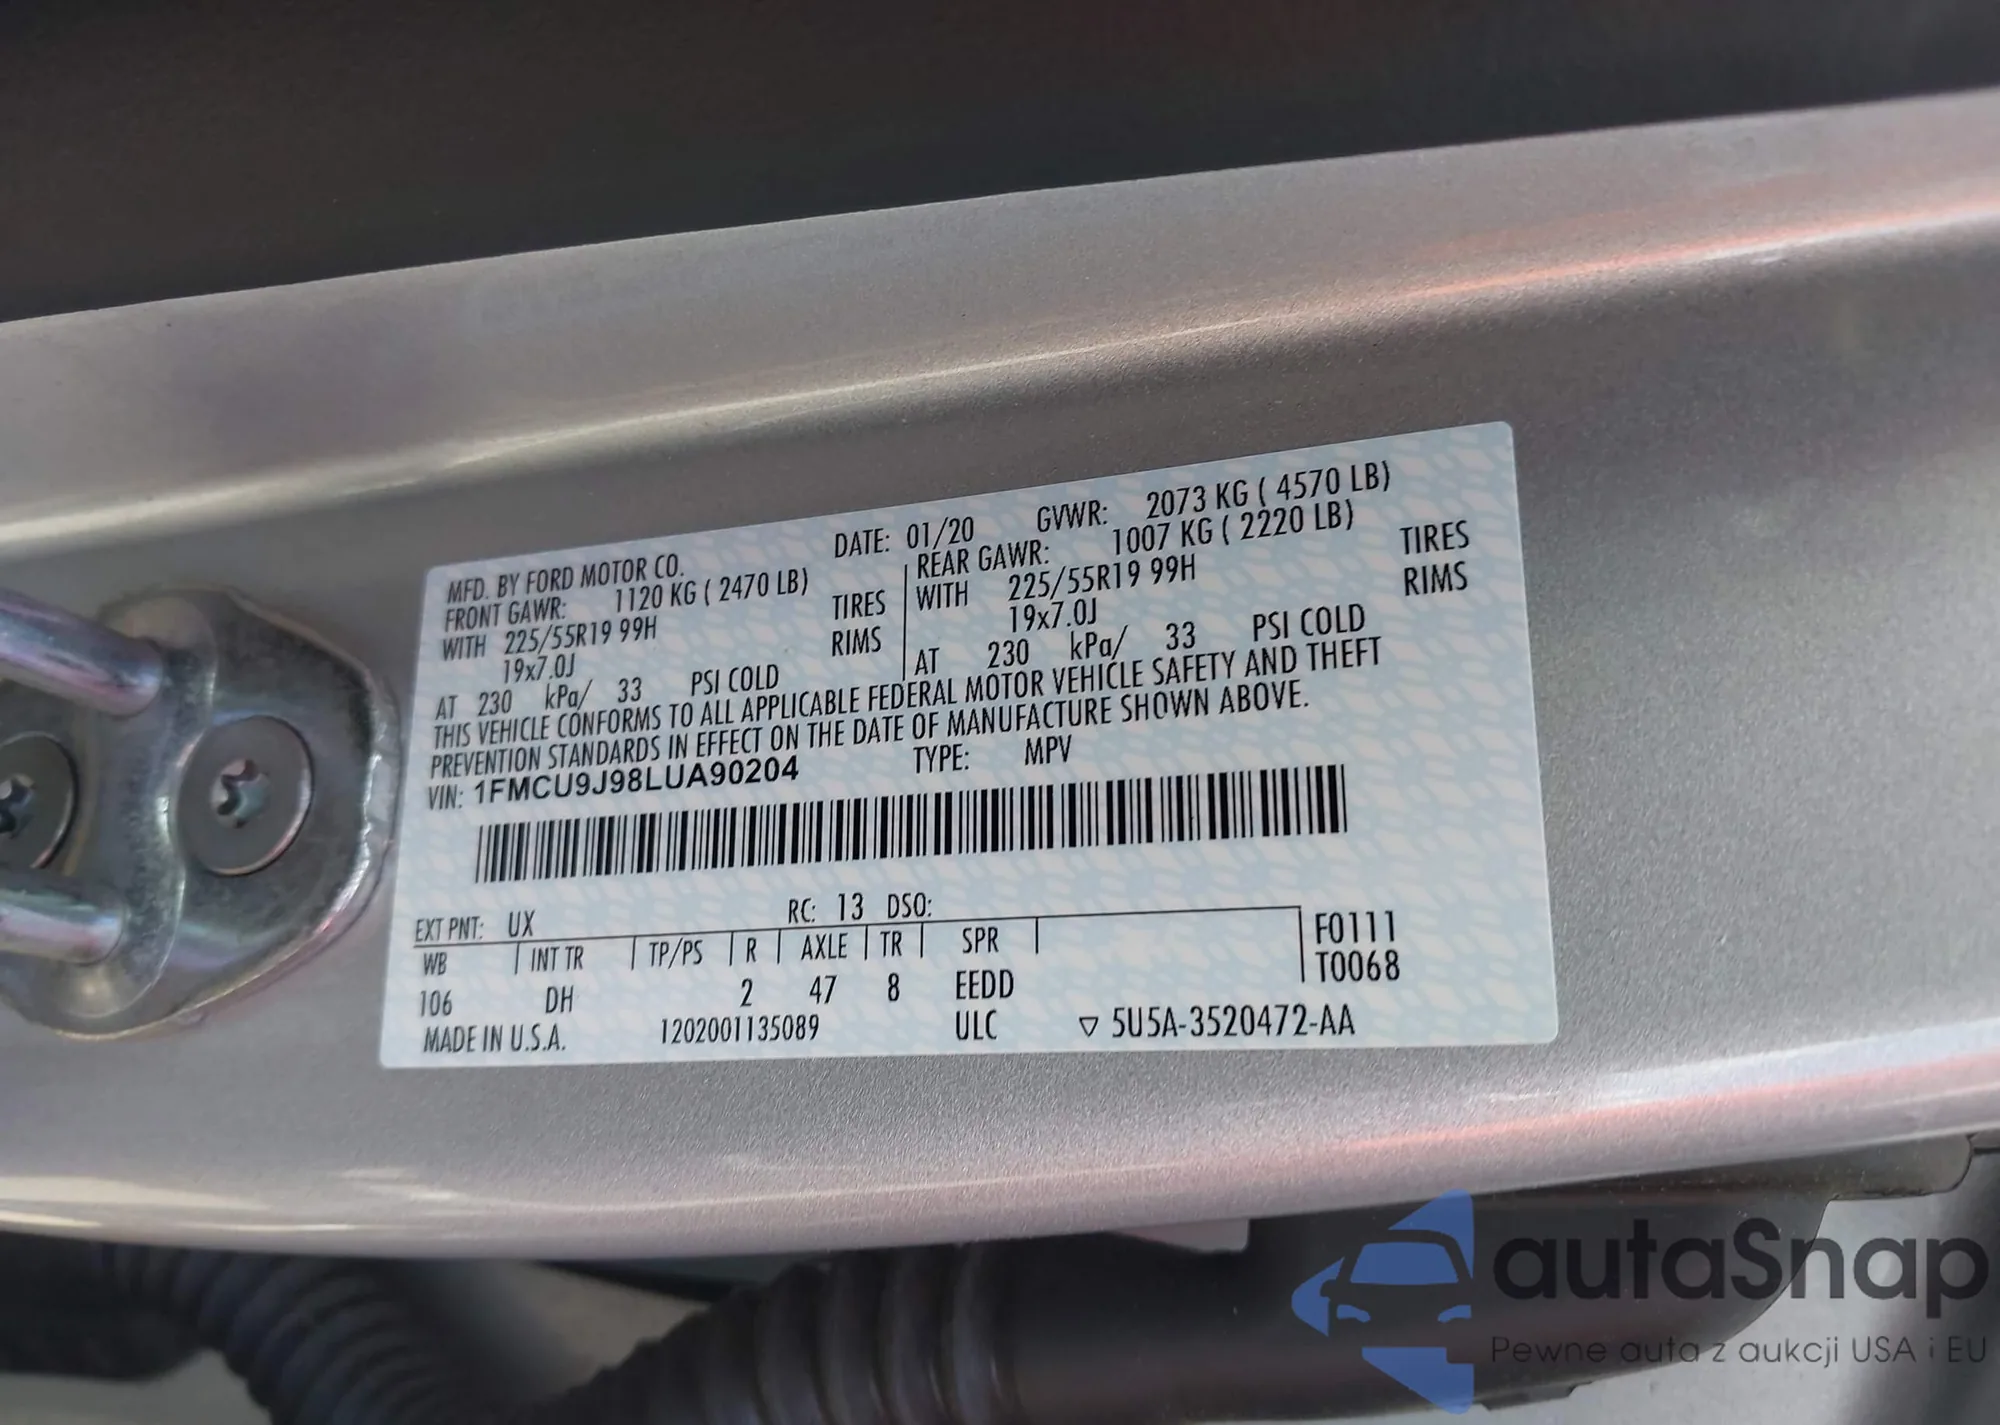 MFD. BY FORD MOTOR CO. DATE: 01/20 GVWR: 2073 KG ( 4570 LB)
FRONT GAWR: 1120 KG ( 2470 LB) REAR GAWR: 1007 KG ( 2220 LB)
WITH 225/55R19 99H TIRES WITH 225/55R19 99H TIRES
19x7.0J RIMS 19x7.0J RIMS
AT 230 kPa/ 33 PSI COLD AT 230 kPa/ 33 PSI COLD
THIS VEHICLE CONFORMS TO ALL APPLICABLE FEDERAL MOTOR VEHICLE SAFETY AND THEFT
PREVENTION STANDARDS IN EFFECT ON THE DATE OF MANUFACTURE SHOWN ABOVE.
VIN: 1FMCU9J98LUA90204 TYPE: MPV
EXT PNT: UX RC: 13 DSO:
WB INT TR TP/PS R AXLE TR SPR F0111
106 DH 2 47 8 EEDD T0068
MADE IN U.S.A. 1202001135089 ULC ▽ 5U5A-3520472-AA
autaSnap
Pewne auta z aukcji USA i EU